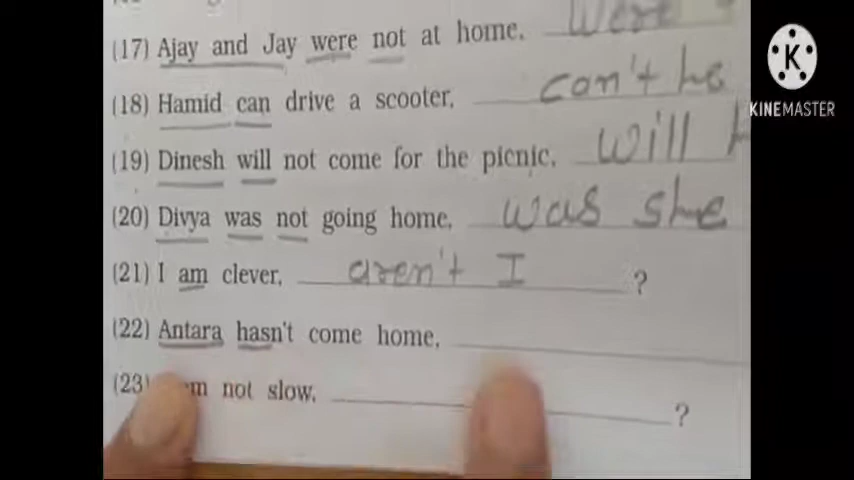 (17) Ajay and Jay were not at home, were
(18) Hamid can drive a scooter, can't he
(19) Dinesh will not come for the picnic, will
(20) Divya was not going home, was she
(21) I am clever, aren't I ?
(22) Antara hasn't come home,
(23) not slow, ?
K
KINEMASTER